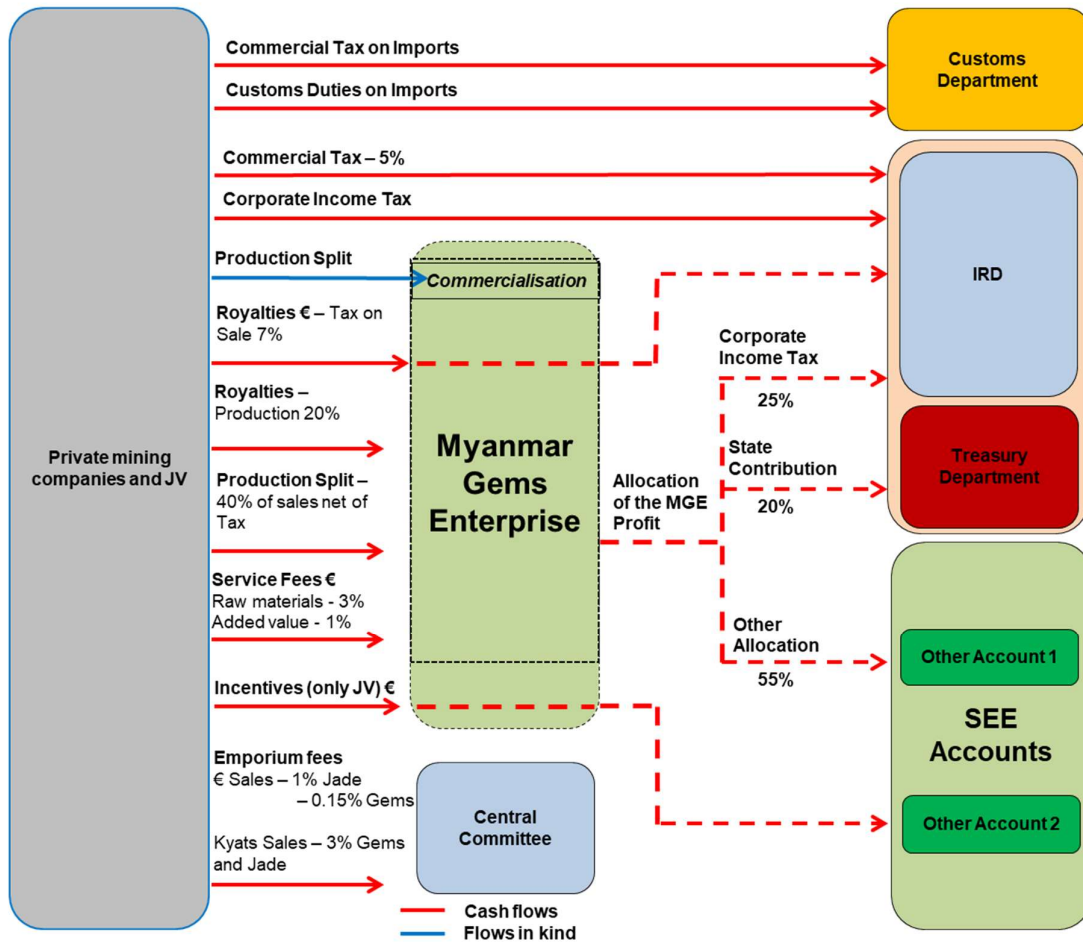 Private mining
companies and JV
Commercial Tax on Imports
Customs Duties on Imports
Commercial Tax – 5%
Corporate Income Tax
Production Split
Royalties € – Tax on
Sale 7%
Royalties –
Production 20%
Production Split –
40% of sales net of
Tax
Service Fees €
Raw materials - 3%
Added value - 1%
Incentives (only JV) €
Emporium fees
€ Sales – 1% Jade
– 0.15% Gems
Kyats Sales – 3% Gems
and Jade
Commercialisation
Myanmar
Gems
Enterprise
Central
Committee
Allocation
of the MGE
Profit
Corporate
Income Tax
25%
State
Contribution
20%
Other
Allocation
55%
Customs
Department
IRD
Treasury
Department
Other Account 1
SEE
Accounts
Other Account 2
Cash flows
Flows in kind